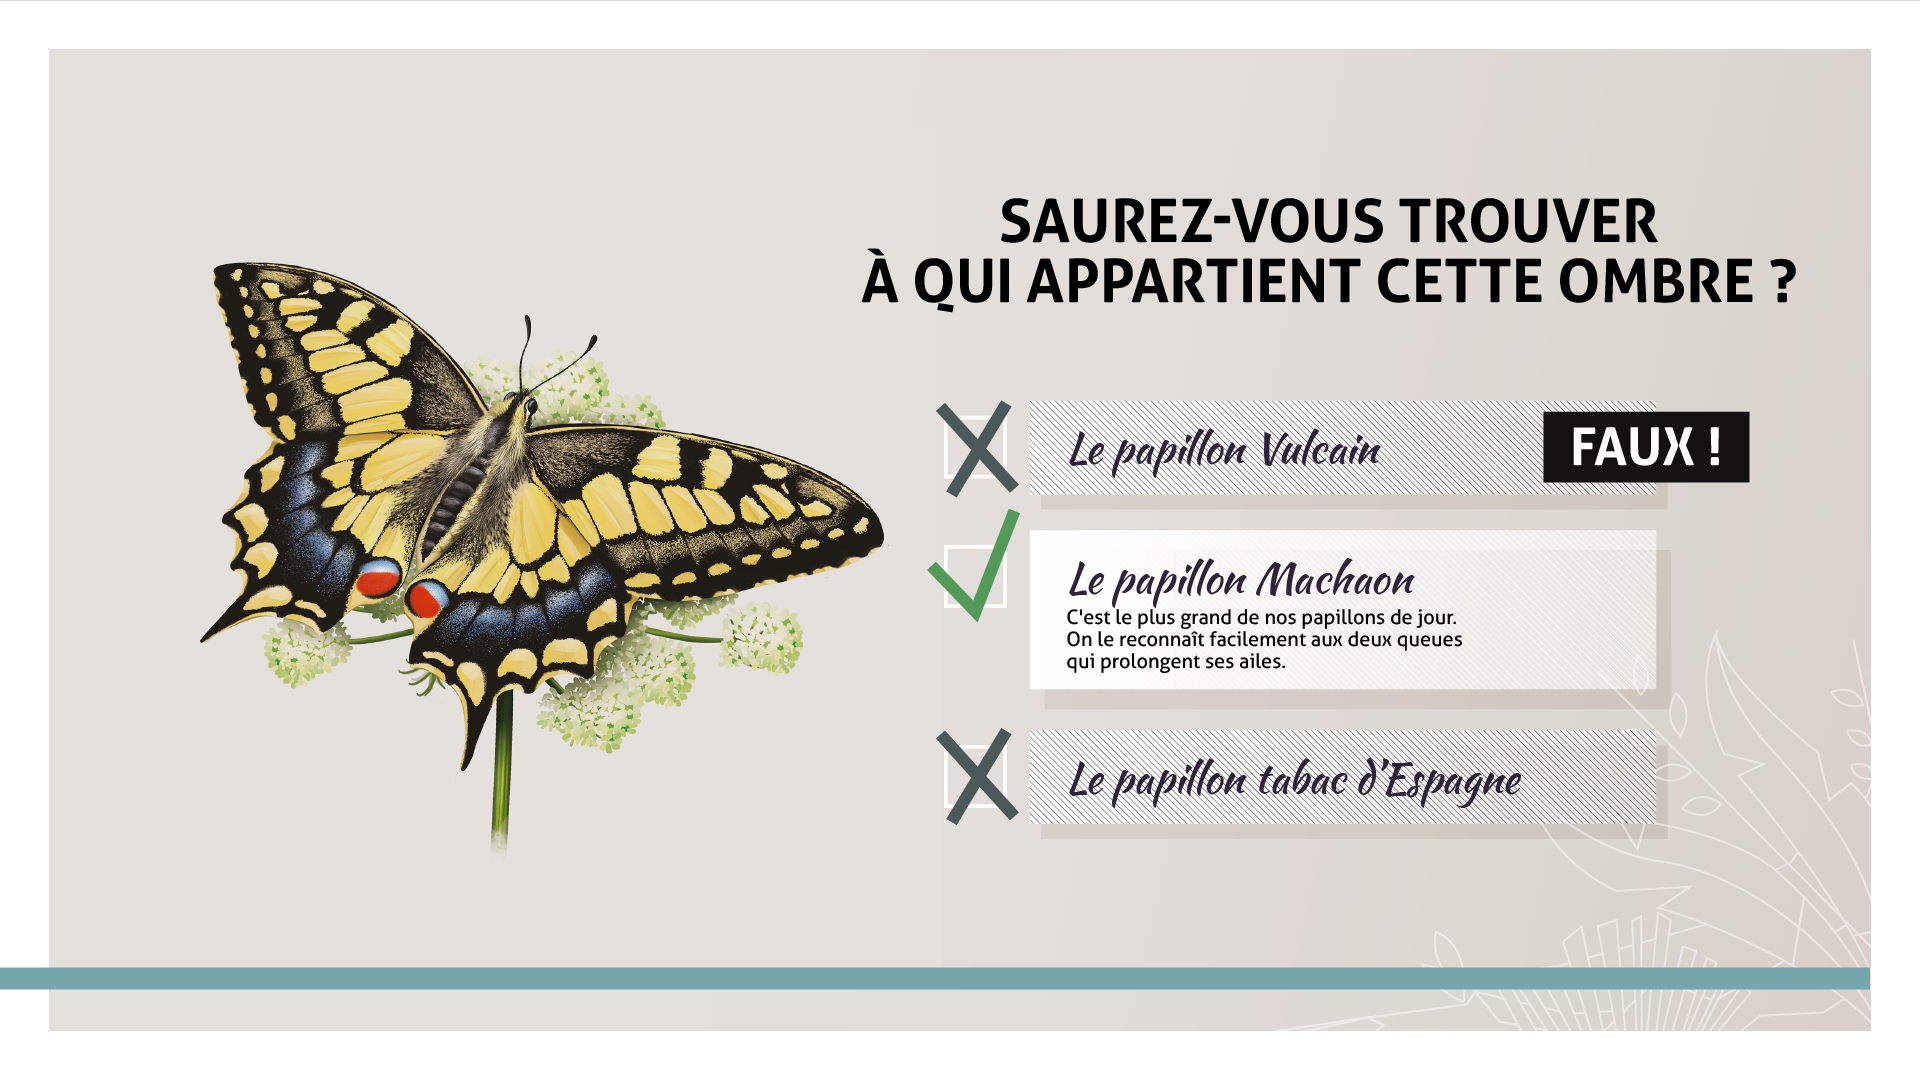 SAUREZ-VOUS TROUVER
À QUI APPARTIENT CETTE OMBRE ?
Le papillon Vulcain
FAUX !
Le papillon Machaon
C'est le plus grand de nos papillons de jour.
On le reconnaît facilement aux deux queues
qui prolongent ses ailes.
Le papillon tabac d'Espagne